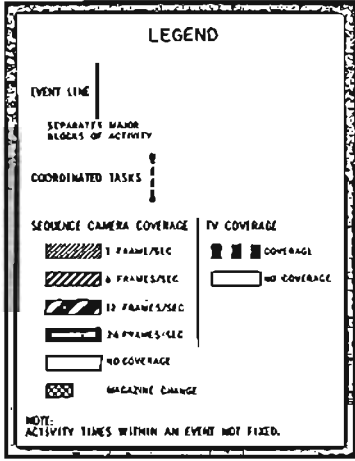 LEGEND
EVENT LINE
SEPARATES MAJOR
BLOCKS OF ACTIVITY
COORDINATED TASKS
SEQUENCE CAMERA COVERAGE
1 FRAME/SEC
6 FRAMES/SEC
12 FRAMES/SEC
24 FRAMES/SEC
NO COVERAGE
MAGAZINE CHANGE
TV COVERAGE
COVERAGE
NO COVERAGE
NOTE:
ACTIVITY TIMES WITHIN AN EVENT NOT FIXED.